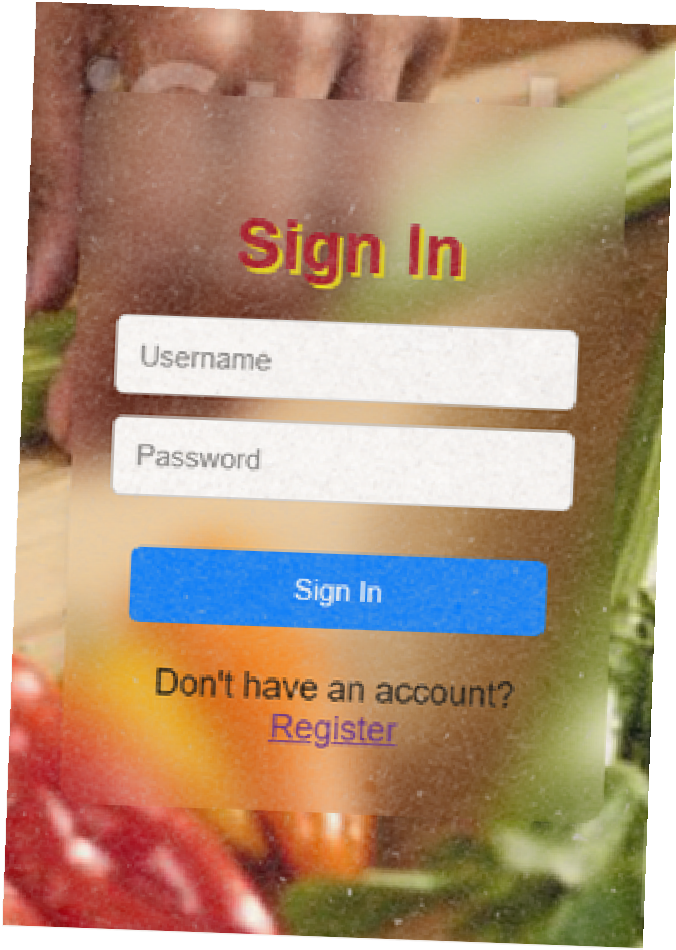 Sign In
Username
Password
Sign In
Don't have an account?
Register